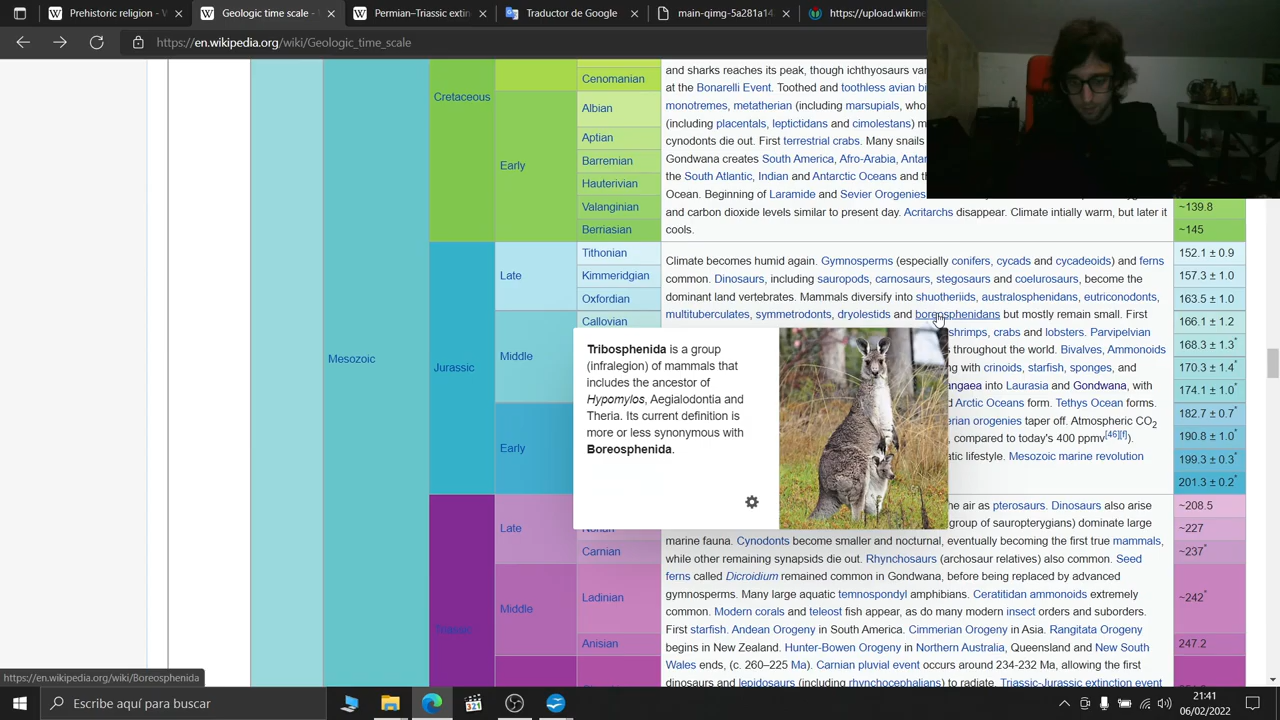 Prehistoric religion -
Geologic time scale -
Permian–Triassic extinction
Traductor de Google
main-qimg-5a281a14
https://upload.wikime
https://en.wikipedia.org/wiki/Geologic_time_scale
Mesozoic
Cretaceous
Cenomanian
Early
Albian
Aptian
Barremian
Hauterivian
Valanginian
Berriasian
and sharks reaches its peak, though ichthyosaurs
at the Bonarelli Event. Toothed and toothless avian
monotremes, metatherian (including marsupials,
(including placentals, leptictidans and cimolestans)
cynodonts die out. First terrestrial crabs. Many snails
Gondwana creates South America, Afro-Arabia,
the South Atlantic, Indian and Antarctic Oceans and
Ocean. Beginning of Laramide and Sevier Orogenies
and carbon dioxide levels similar to present day. Acritarchs disappear. Climate intially warm, but later it
cools.
~139.8
~145
Jurassic
Late
Tithonian
Kimmeridgian
Oxfordian
Middle
Callovian
Early
Climate becomes humid again. Gymnosperms (especially conifers, cycads and cycadeoids) and ferns
common. Dinosaurs, including sauropods, carnosaurs, stegosaurs and coelurosaurs, become the
dominant land vertebrates. Mammals diversify into shuotheriids, australosphenidans, eutriconodonts,
multituberculates, symmetrodonts, dryolestids and boreosphenidans but mostly remain small. First
shrimps, crabs and lobsters. Parvipelvian
throughout the world. Bivalves, Ammonoids
with crinoids, starfish, sponges, and
into Laurasia and Gondwana, with
Arctic Oceans form. Tethys Ocean forms.
orogenies taper off. Atmospheric CO2
compared to today's 400 ppmv[46][f]).
lifestyle. Mesozoic marine revolution
152.1 ± 0.9
157.3 ± 1.0
163.5 ± 1.0
166.1 ± 1.2
168.3 ± 1.3*
170.3 ± 1.4*
174.1 ± 1.0*
182.7 ± 0.7*
190.8 ± 1.0*
199.3 ± 0.3*
201.3 ± 0.2*
Tribosphenida is a group
(infralegion) of mammals that
includes the ancestor of
Hypomylos, Aegialodontia and
Theria. Its current definition is
more or less synonymous with
Boreosphenida.
Triassic
Late
Norian
Carnian
Middle
Ladinian
Anisian
the air as pterosaurs. Dinosaurs also arise
group of sauropterygians) dominate large
marine fauna. Cynodonts become smaller and nocturnal, eventually becoming the first true mammals,
while other remaining synapsids die out. Rhynchosaurs (archosaur relatives) also common. Seed
ferns called Dicroidium remained common in Gondwana, before being replaced by advanced
gymnosperms. Many large aquatic temnospondyl amphibians. Ceratitidan ammonoids extremely
common. Modern corals and teleost fish appear, as do many modern insect orders and suborders.
First starfish. Andean Orogeny in South America. Cimmerian Orogeny in Asia. Rangitata Orogeny
begins in New Zealand. Hunter-Bowen Orogeny in Northern Australia, Queensland and New South
Wales ends, (c. 260–225 Ma). Carnian pluvial event occurs around 234-232 Ma, allowing the first
dinosaurs and lepidosaurs (including rhynchocephalians) to radiate. Triassic-Jurassic extinction event
~208.5
~227
~237*
~242*
247.2
https://en.wikipedia.org/wiki/Boreosphenida
Escribe aquí para buscar
21:41
06/02/2022